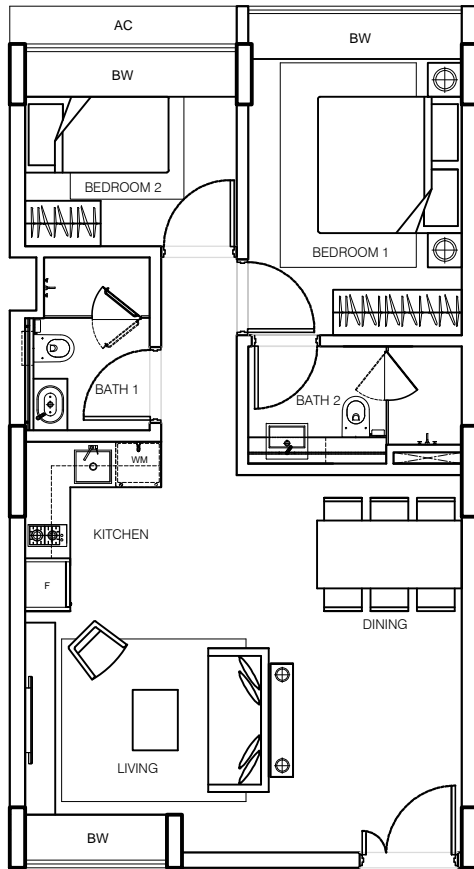 AC
BW
BW
BEDROOM 2
BEDROOM 1
BATH 1
BATH 2
WM
KITCHEN
F
DINING
LIVING
BW